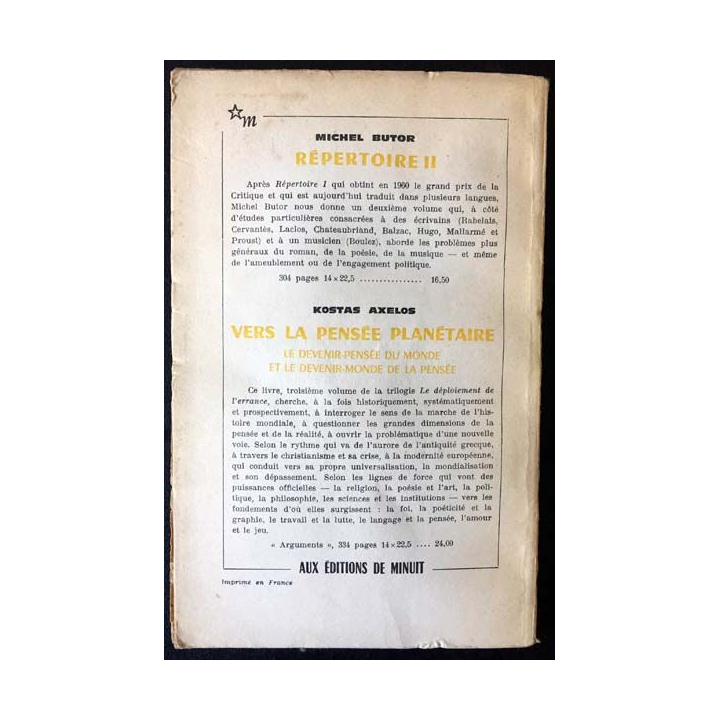 m
MICHEL BUTOR
RÉPERTOIRE II
Après Répertoire I qui obtint en 1960 le grand prix de la
Critique et qui est aujourd'hui traduit dans plusieurs langues,
Michel Butor nous donne un deuxième volume qui, à côté
d'études particulières consacrées à des écrivains (Rabelais,
Cervantès, Laclos, Chateaubriand, Balzac, Hugo, Mallarmé et
Proust) et à un musicien (Boulez), aborde les problèmes plus
généraux du roman, de la poésie, de la musique — et même
de l'ameublement ou de l'engagement politique.
304 pages 14×22,5 ................ 16,50
KOSTAS AXELOS
VERS LA PENSÉE PLANÉTAIRE
LE DEVENIR-PENSÉE DU MONDE
ET LE DEVENIR-MONDE DE LA PENSÉE
Ce livre, troisième volume de la trilogie Le déploiement de
l'errance, cherche, à la fois historiquement, systématiquement
et prospectivement, à interroger le sens de la marche de l'his-
toire mondiale, à questionner les grandes dimensions de la
pensée et de la réalité, à ouvrir la problématique d'une nouvelle
voie. Selon le rythme qui va de l'aurore de l'antiquité grecque,
à travers le christianisme et sa crise, à la modernité européenne,
qui conduit vers sa propre universalisation, la mondialisation
et son dépassement. Selon les lignes de force qui vont des
puissances officielles — la religion, la poésie et l'art, la poli-
tique, la philosophie, les sciences et les institutions — vers les
fondements d'où elles surgissent : la foi, la poéticité et la
graphie, le travail et la lutte, le langage et la pensée, l'amour
et le jeu.
« Arguments », 334 pages 14×22,5 .... 24,00
AUX ÉDITIONS DE MINUIT
Imprimé en France